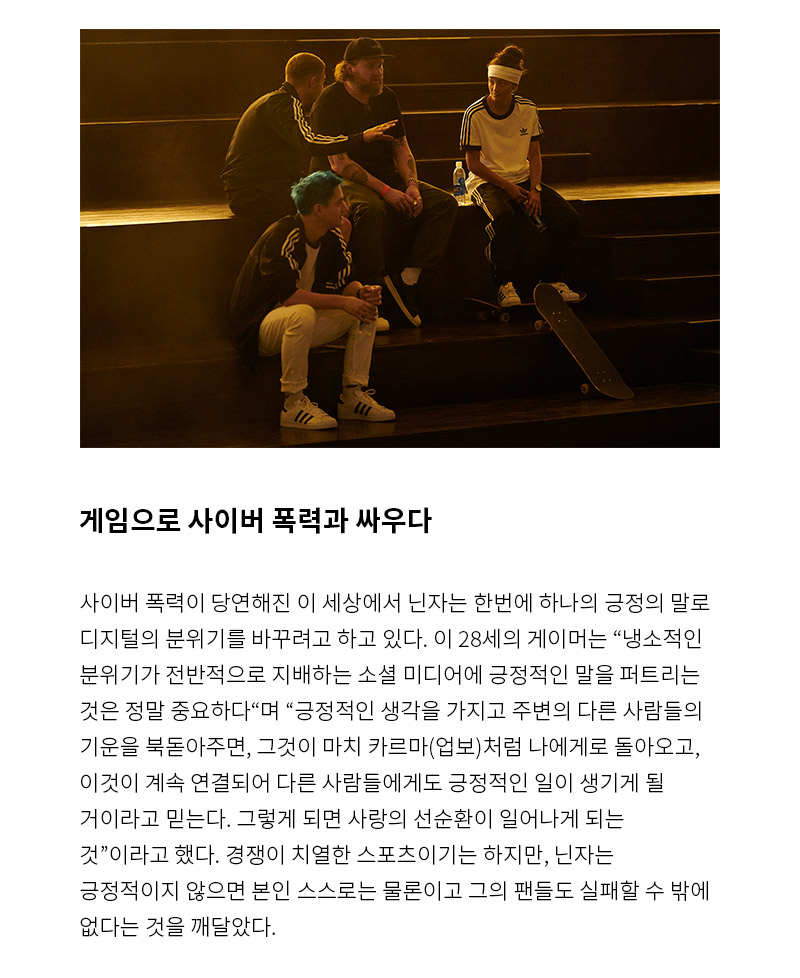 게임으로 사이버 폭력과 싸우다
사이버 폭력이 당연해진 이 세상에서 닌자는 한번에 하나의 긍정의 말로
디지털의 분위기를 바꾸려고 하고 있다. 이 28세의 게이머는 “냉소적인
분위기가 전반적으로 지배하는 소셜 미디어에 긍정적인 말을 퍼트리는
것은 정말 중요하다“며 “긍정적인 생각을 가지고 주변의 다른 사람들의
기운을 북돋아주면, 그것이 마치 카르마(업보)처럼 나에게로 돌아오고,
이것이 계속 연결되어 다른 사람들에게도 긍정적인 일이 생기게 될
거이라고 믿는다. 그렇게 되면 사랑의 선순환이 일어나게 되는
것”이라고 했다. 경쟁이 치열한 스포츠이기는 하지만, 닌자는
긍정적이지 않으면 본인 스스로는 물론이고 그의 팬들도 실패할 수 밖에
없다는 것을 깨달았다.